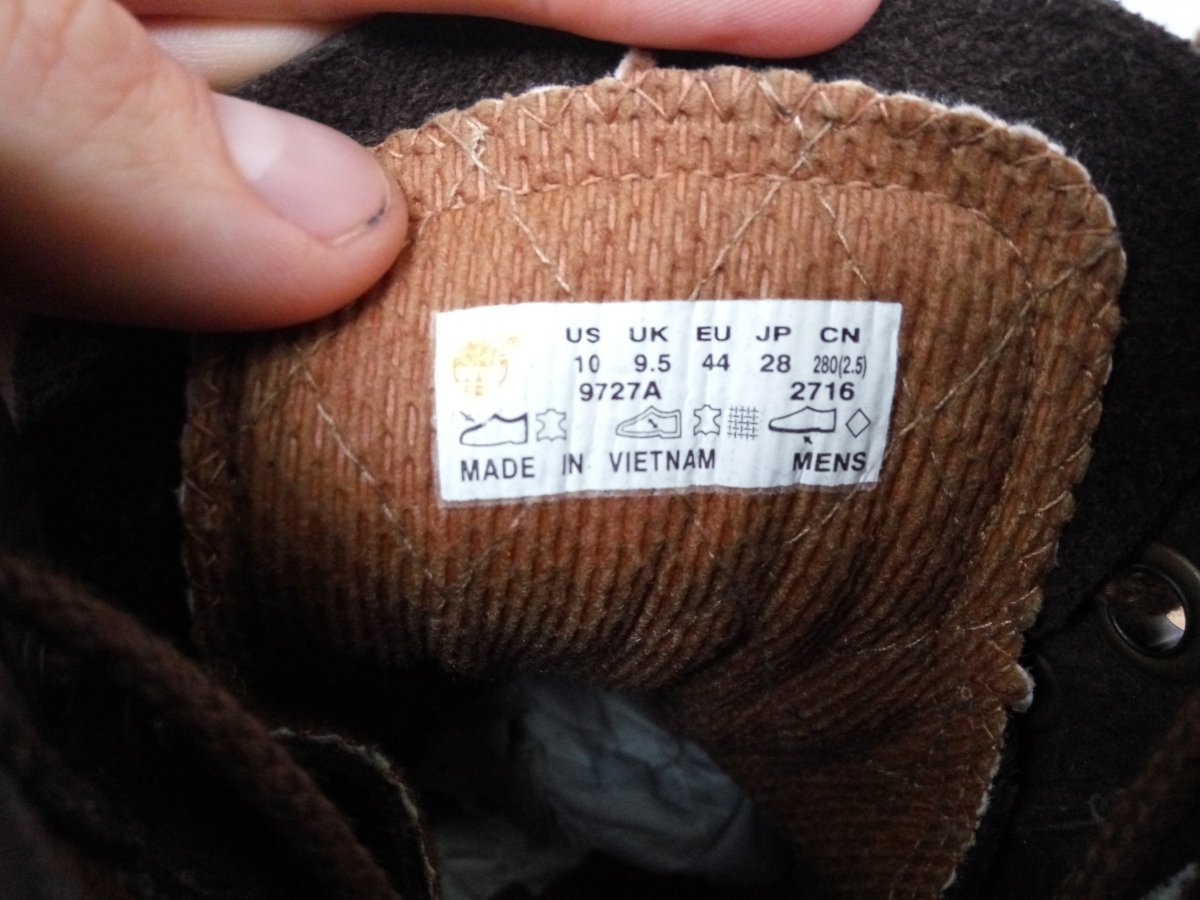 US UK EU JP CN
10 9.5 44 28 280(2.5)
9727A 2716
MADE IN VIETNAM MENS